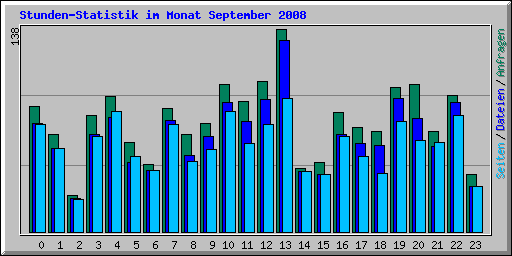 Stunden-Statistik im Monat September 2008
138
Seiten / Dateien / Anfragen
0 1 2 3 4 5 6 7 8 9 10 11 12 13 14 15 16 17 18 19 20 21 22 23